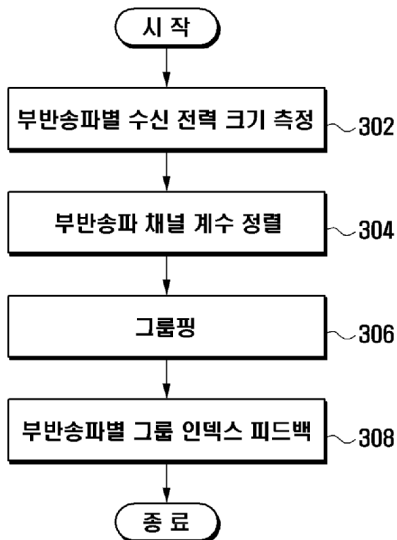 시 작
부반송파별 수신 전력 크기 측정
302
부반송파 채널 계수 정렬
304
그룹핑
306
부반송파별 그룹 인덱스 피드백
308
종 료